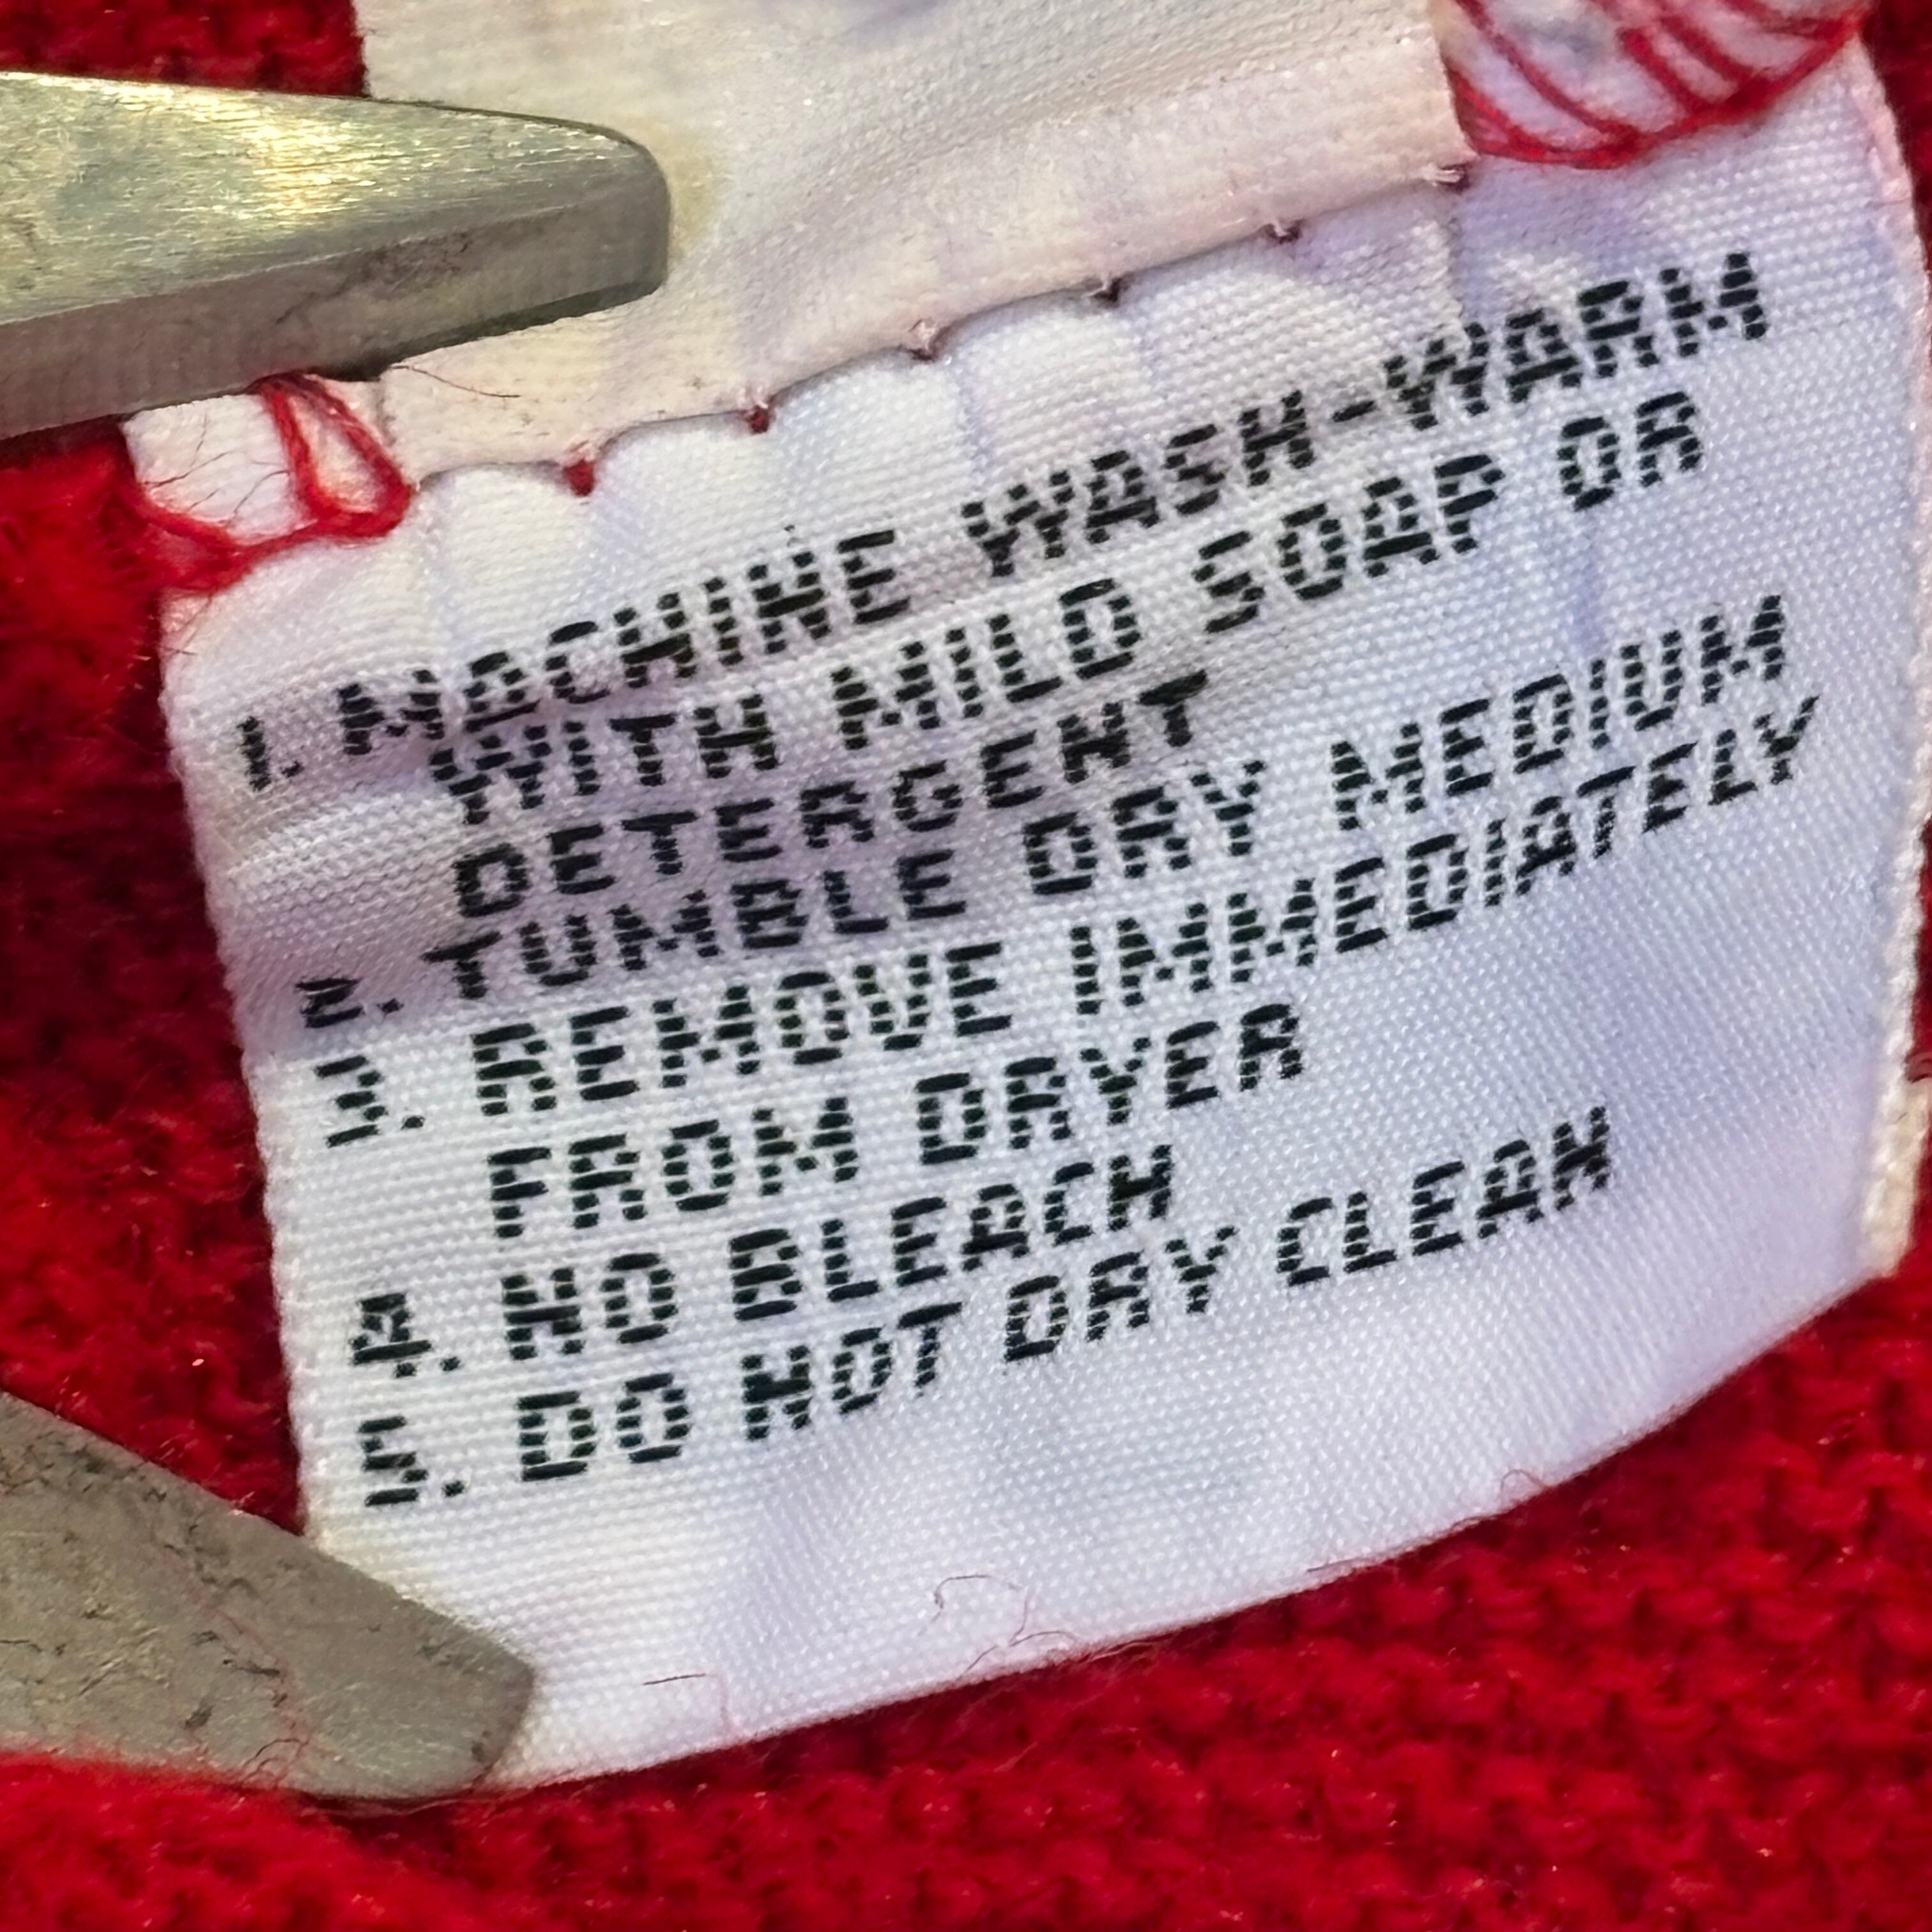 1. MACHINE WASH-WARM
WITH MILD SOAP OR
DETERGENT
2. TUMBLE DRY MEDIUM
3. REMOVE IMMEDIATELY
FROM DRYER
4. NO BLEACH
5. DO NOT DRY CLEAN